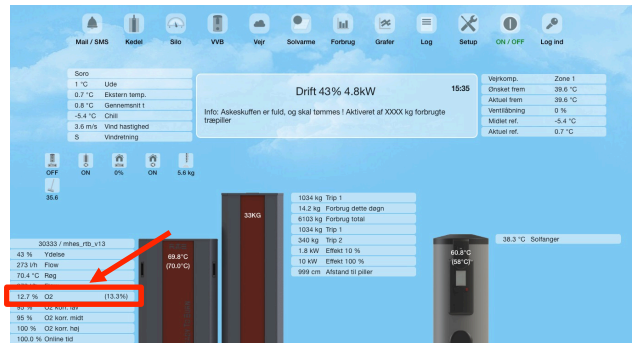 Mail / SMS Kedel Silo VVB Vejr Solvarme Forbrug Grafer Log Setup ON / OFF Log ind
Soro
1 °C Ude
0.7 °C Ekstern temp.
0.8 °C Gennemsnit t
-5.4 °C Chill
3.6 m/s Vind hastighed
S Vindretning
Drift 43% 4.8kW
15:35
Info: Askeskuffen er fuld, og skal tømmes ! Aktiveret af XXXX kg forbrugte
træpiller
Vejrkomp. Zone 1
Ønsket frem 39.6 °C
Aktuel frem 39.6 °C
Ventilåbning 0 %
Midlet ref. -5.4 °C
Aktuel ref. 0.7 °C
OFF ON 0% ON 5.6 kg
35.6
33KG
1034 kg Trip 1
14.2 kg Forbrug dette døgn
6103 kg Forbrug total
1034 kg Trip 1
340 kg Trip 2
1.8 kW Effekt 10 %
10 kW Effekt 100 %
999 cm Afstand til piller
38.3 °C Solfanger
60.8°C
(58°C)
69.8°C
(70.0°C)
30333 / mhes_rtb_v13
43 % Ydelse
273 l/h Flow
70.4 °C Røg
12.7 % O2 (13.3%)
95 % O2 korr. lav
95 % O2 korr. midt
100 % O2 korr. høj
100.0 % Online tid